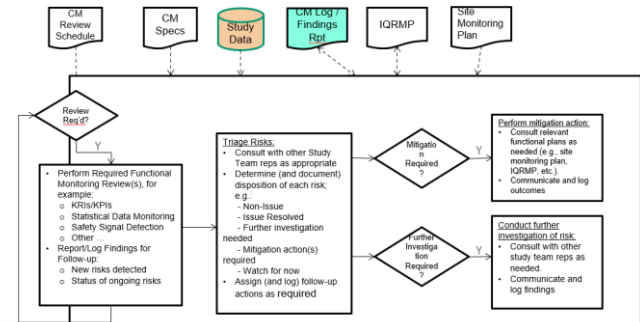 CM
Review
Schedule
CM
Specs
Study
Data
CM Log /
Findings
Rpt
IQRMP
Site
Monitoring
Plan
Review
Req'd?
Y
• Perform Required Functional
Monitoring Review(s), for
example:
o KRIs/KPIs
o Statistical Data Monitoring
o Safety Signal Detection
o Other ...
• Report/Log Findings for
Follow-up:
o New risks detected
o Status of ongoing risks
Triage Risks:
• Consult with other Study
Team reps as appropriate
• Determine (and document)
disposition of each risk;
e.g.:
- Non-Issue
- Issue Resolved
- Further investigation
needed
- Mitigation action(s)
required
- Watch for now
• Assign (and log) follow-up
actions as required
Mitigatio
n
Required
?
Y
Perform mitigation action:
• Consult relevant
functional plans as
needed (e.g., site
monitoring plan,
IQRMP, etc.).
• Communicate and log
outcomes
Further
Investiga
tion
Required
?
Y
Conduct further
investigation of risk:
• Consult with other
study team reps as
needed.
• Communicate and
log findings